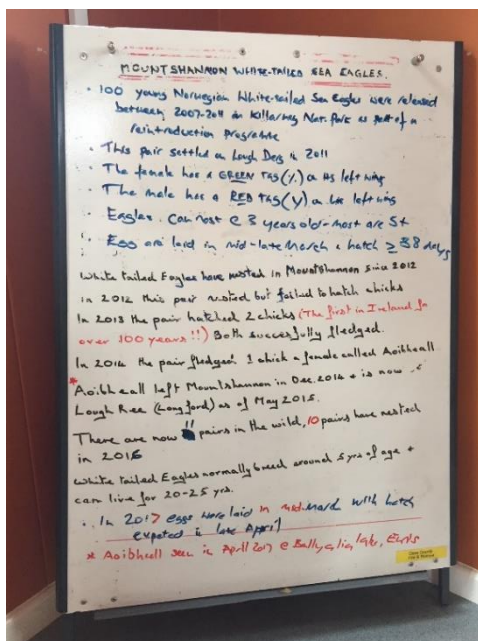 MOUNTSHANNON WHITE-TAILED SEA EAGLES.
• 100 young Norwegian White-tailed Sea Eagles were released
between 2007-2011 in Killarney Nat. Park as part of a
reintroduction programme
• This pair settled on Lough Derg in 2011
• The female has a GREEN TAG (%) on its left wing
• The male has a RED TAG (Y) on left wing
• Eagles can nest @ 3 years old - most are 5+
• Egg are laid in mid-late March & hatch ≥ 38 days
White tailed Eagles have nested in Mountshannon since 2012
in 2012 this pair nested but failed to hatch chicks
In 2013 the pair hatched 2 chicks (The first in Ireland for
over 100 years!!) Both successfully fledged.
In 2014 the pair fledged 1 chick a female called Aoibheall
* Aoibheall left Mountshannon in Dec. 2014 + is now
Lough Ree (Longford) as of May 2015.
There are now pairs in the wild, 10 pairs have nested
in 2015
White tailed Eagles normally breed around 5 yrs of age +
can live for 20-25 yrs.
• In 2017 eggs were laid in mid-March with hatch
expected in late April
* Aoibheall seen in April 2017 @ Ballyallia lake, Ennis